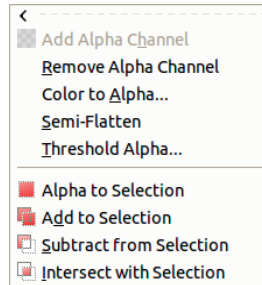 Add Alpha Channel
Remove Alpha Channel
Color to Alpha...
Semi-Flatten
Threshold Alpha...
Alpha to Selection
Add to Selection
Subtract from Selection
Intersect with Selection